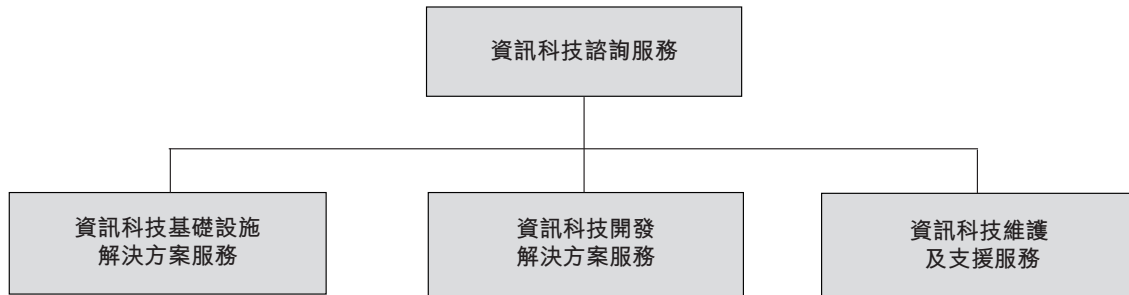 資訊科技諮詢服務
資訊科技基礎設施
解決方案服務
資訊科技開發
解決方案服務
資訊科技維護
及支援服務